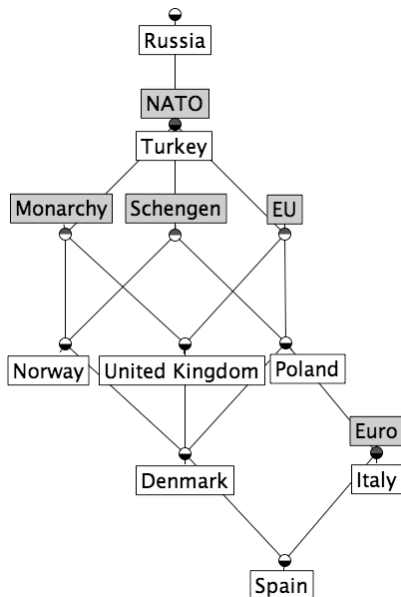 Russia
NATO
Turkey
Monarchy
Schengen
EU
Norway
United Kingdom
Poland
Euro
Denmark
Italy
Spain